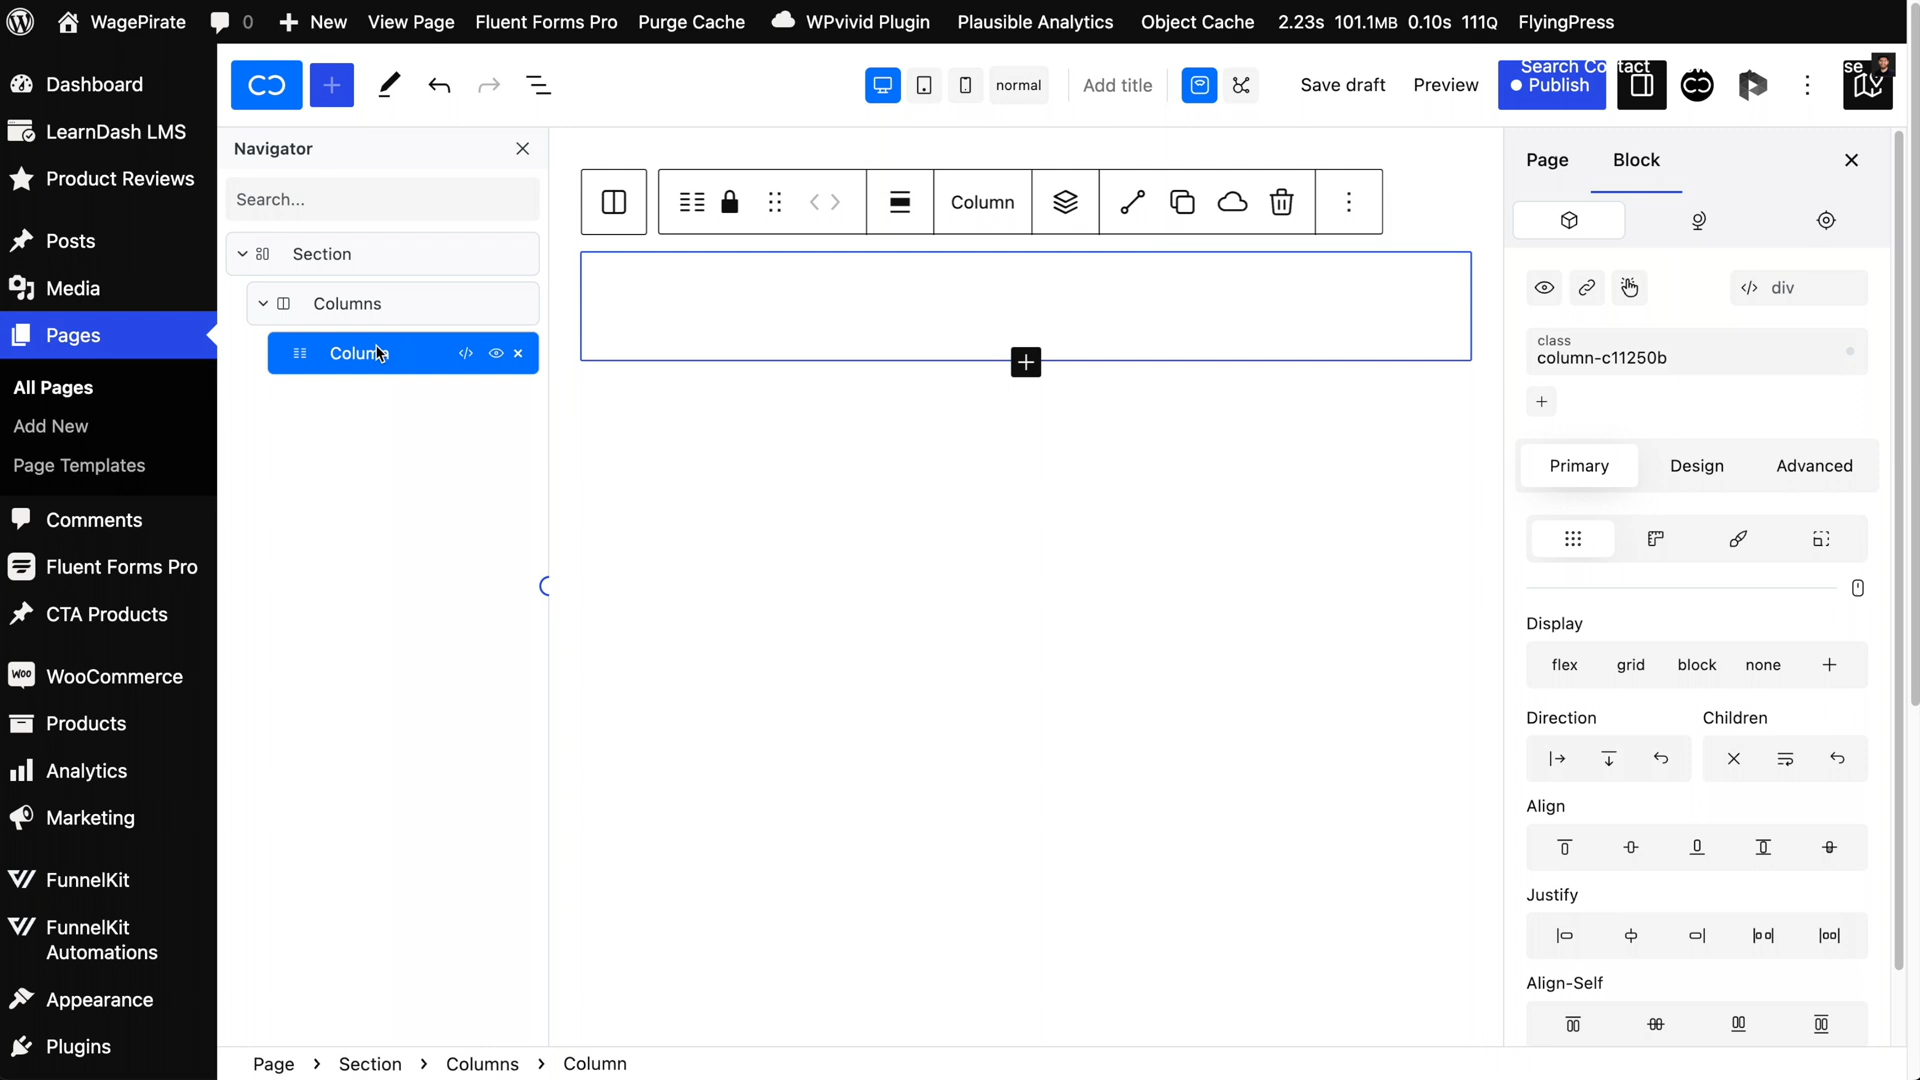 WagePirate
0
New
View Page
Fluent Forms Pro
Purge Cache
WPvivid Plugin
Plausible Analytics
Object Cache
2.23s 101.1MB 0.10s 111Q
FlyingPress
Dashboard
LearnDash LMS
Product Reviews
Posts
Media
Pages
All Pages
Add New
Page Templates
Comments
Fluent Forms Pro
CTA Products
WooCommerce
Products
Analytics
Marketing
FunnelKit
FunnelKit
Automations
Appearance
Plugins
normal
Add title
Save draft
Preview
Search Contact
Publish
se
Navigator
Search...
Section
Columns
Column
Column
Page
Block
div
class
column-c11250b
Primary
Design
Advanced
Display
flex
grid
block
none
Direction
Children
Align
Justify
Align-Self
Page > Section > Columns > Column